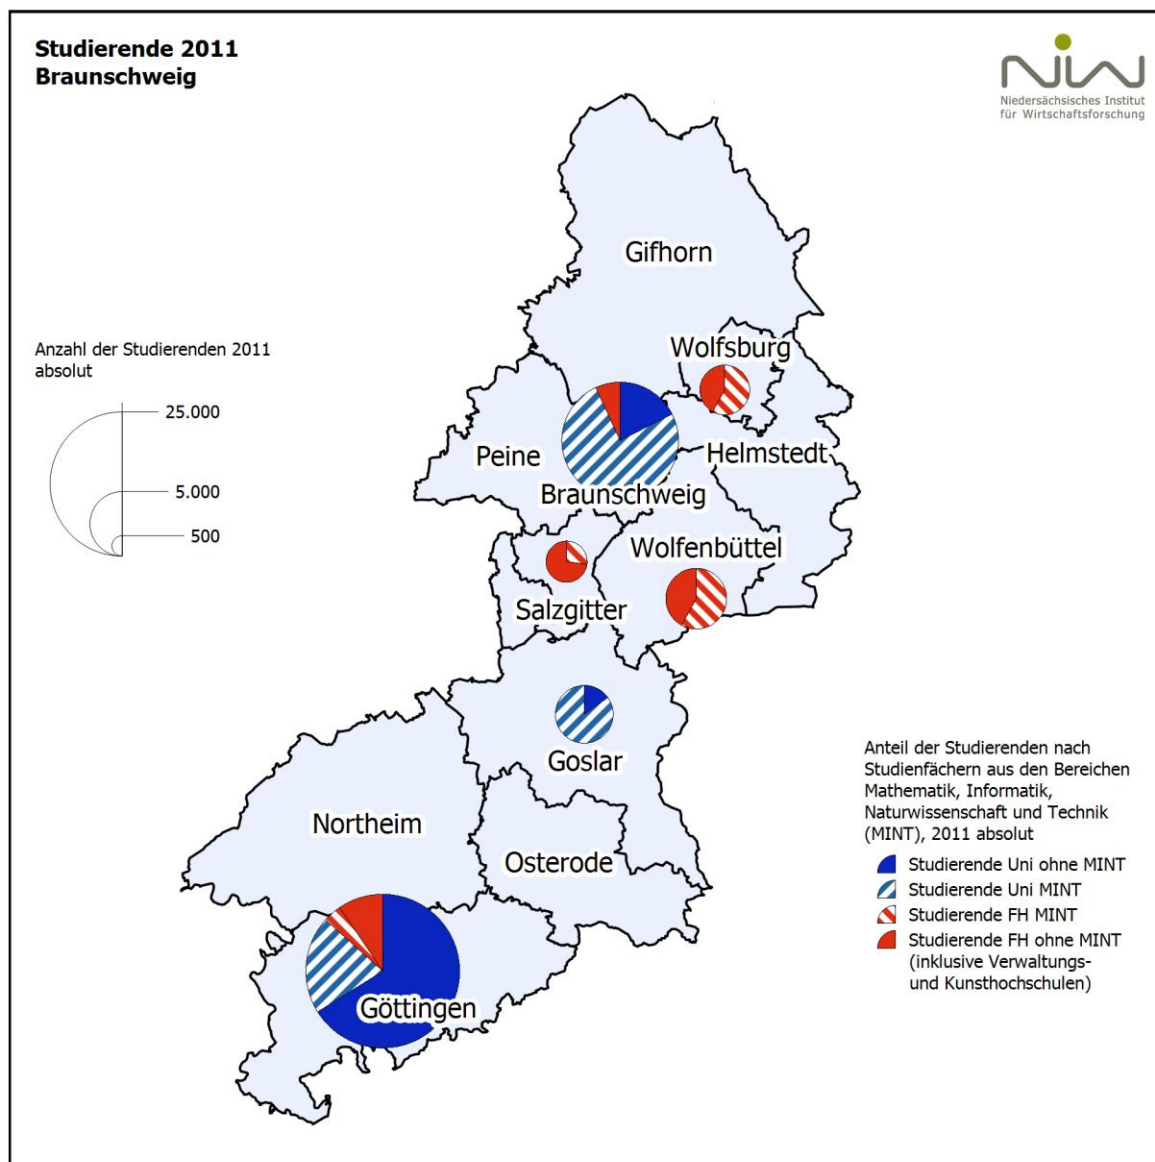 Studierende 2011
Braunschweig
NIW
Niedersächsisches Institut
für Wirtschaftsforschung
Gifhorn
Wolfsburg
Anzahl der Studierenden 2011
absolut
25.000
5.000
500
Peine
Helmstedt
Braunschweig
Wolfenbüttel
Salzgitter
Goslar
Northeim
Osterode
Göttingen
Anteil der Studierenden nach
Studienfächern aus den Bereichen
Mathematik, Informatik,
Naturwissenschaft und Technik
(MINT), 2011 absolut
Studierende Uni ohne MINT
Studierende Uni MINT
Studierende FH MINT
Studierende FH ohne MINT
(inklusive Verwaltungs-
und Kunsthochschulen)